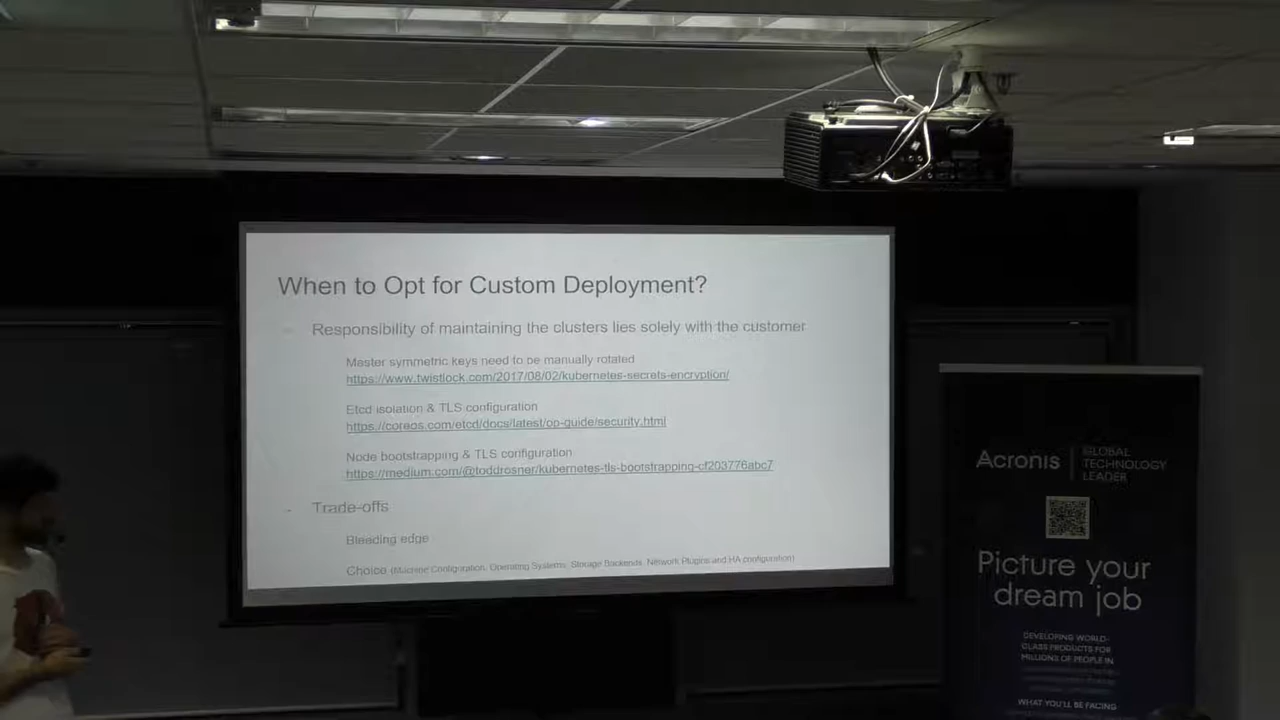 When to Opt for Custom Deployment?
Responsibility of maintaining the clusters lies solely with the customer
Master symmetric keys need to be manually rotated
https://www.twistlock.com/2017/08/02/kubernetes-secrets-encryption/
Etcd isolation & TLS configuration
https://coreos.com/etcd/docs/latest/op-guide/security.html
Node bootstrapping & TLS configuration
https://medium.com/@toddrosner/kubernetes-tls-bootstrapping-cf203776abc7
- Trade-offs
Bleeding edge
Choice (Machine Configuration, Operating Systems, Storage Backends, Network Plugins and HA configuration)
Acronis
GLOBAL
TECHNOLOGY
LEADER
Picture your
dream job
DEVELOPING WORLD-
CLASS PRODUCTS FOR
MILLIONS OF PEOPLE IN
WHAT YOU'LL BE FACING